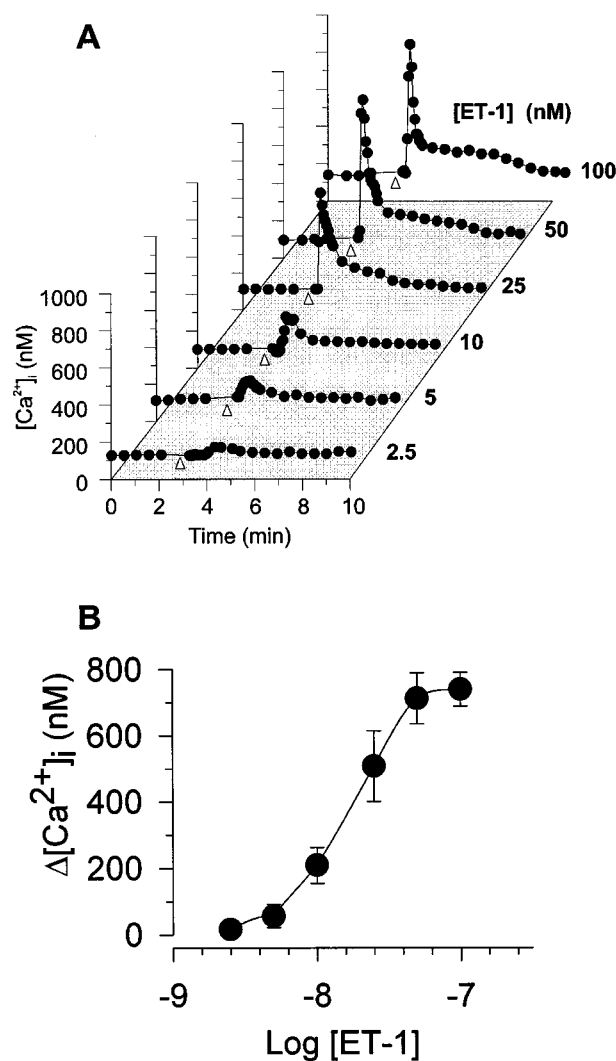 A
[ET-1] (nM)
100
50
25
10
5
2.5
[Ca²⁺]ᵢ (nM)
1000
800
600
400
200
0
0 2 4 6 8 10
Time (min)
B
Δ[Ca²⁺]ᵢ (nM)
800
600
400
200
0
-9 -8 -7
Log [ET-1]